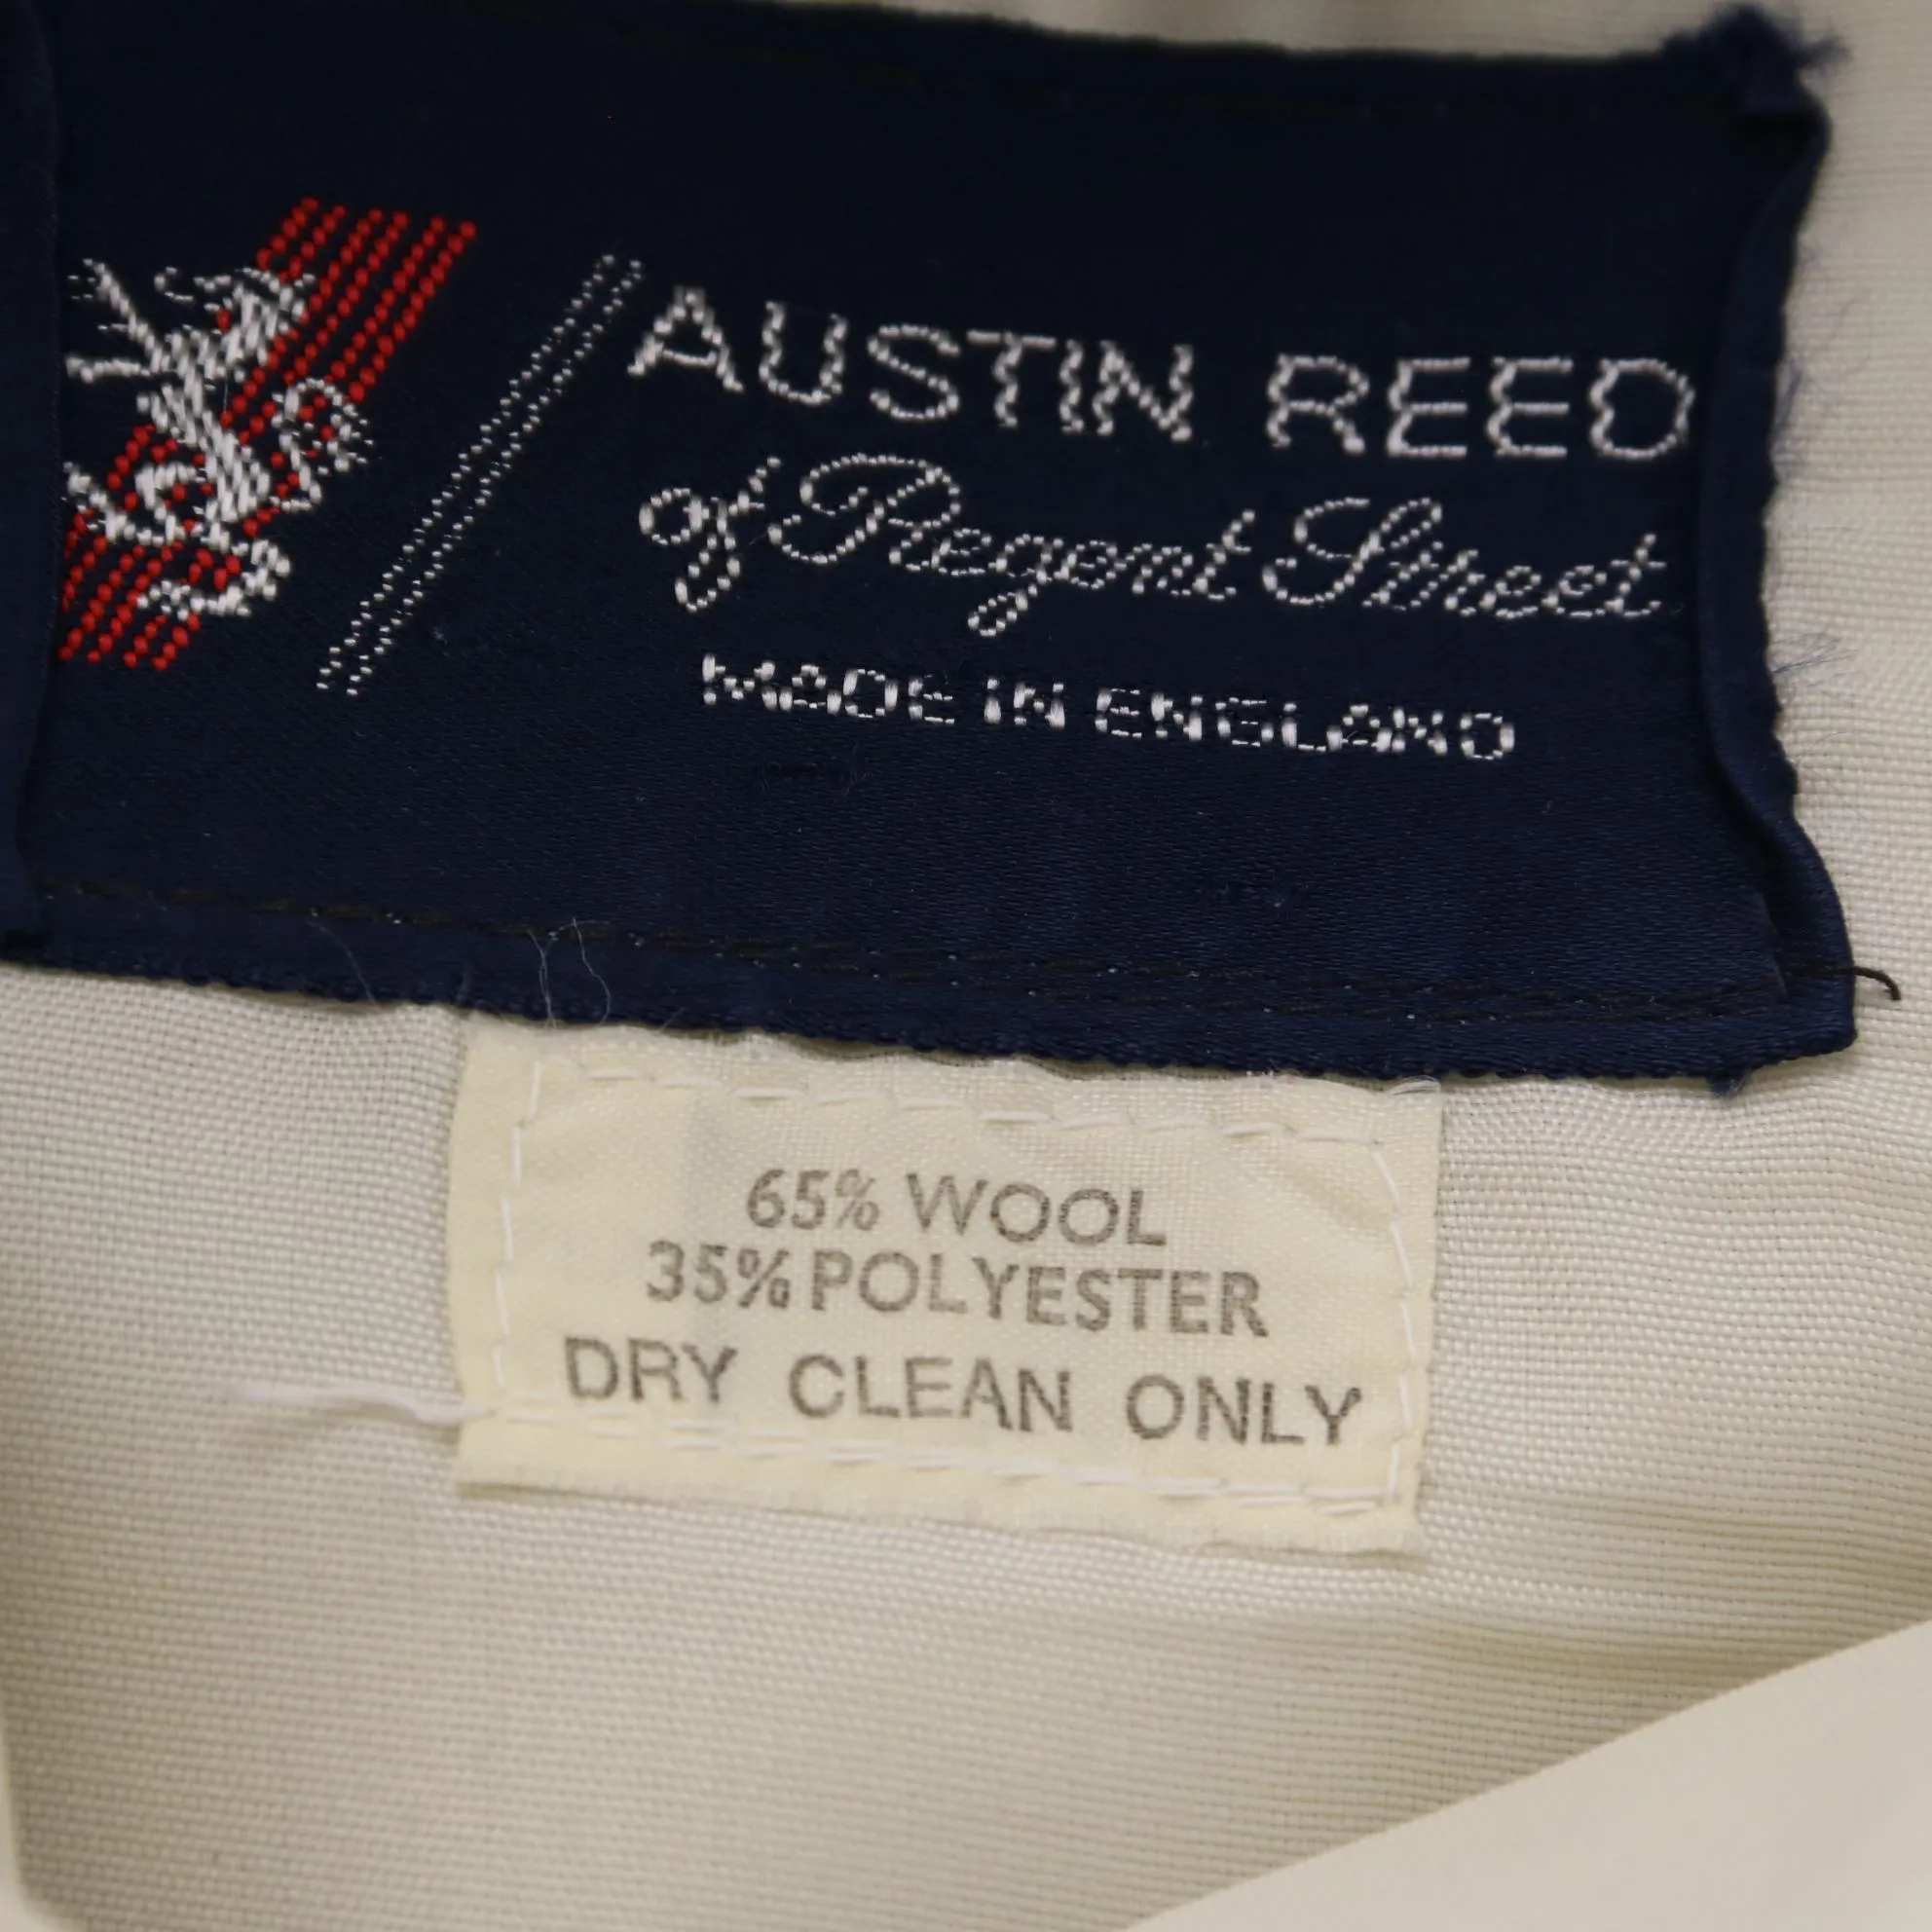 AUSTIN REED
of Regent Street
MADE IN ENGLAND
65% WOOL
35% POLYESTER
DRY CLEAN ONLY